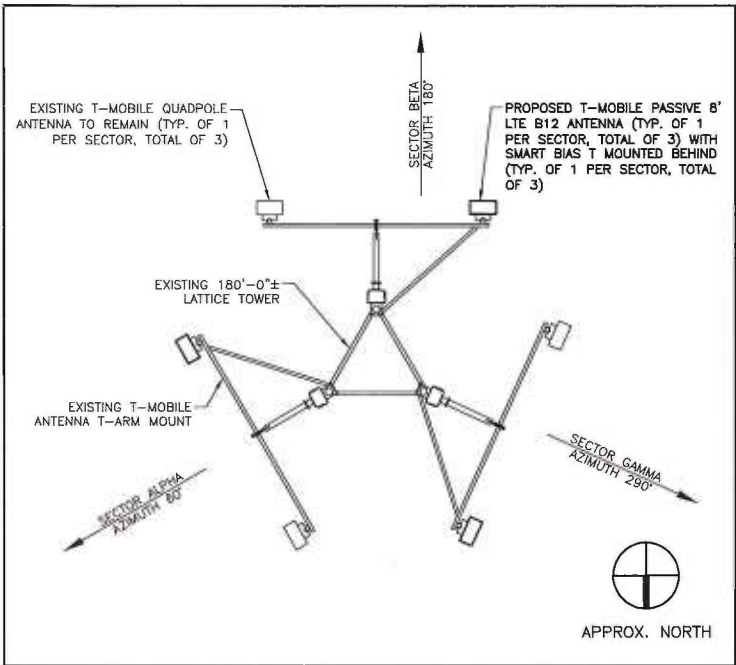 EXISTING T-MOBILE QUADPOLE
ANTENNA TO REMAIN (TYP. OF 1
PER SECTOR, TOTAL OF 3)
SECTOR BETA
AZIMUTH 180°
PROPOSED T-MOBILE PASSIVE 8'
LTE B12 ANTENNA (TYP. OF 1
PER SECTOR, TOTAL OF 3) WITH
SMART BIAS T MOUNTED BEHIND
(TYP. OF 1 PER SECTOR, TOTAL
OF 3)
EXISTING 180'-0"±
LATTICE TOWER
EXISTING T-MOBILE
ANTENNA T-ARM MOUNT
SECTOR ALPHA
AZIMUTH 60°
SECTOR GAMMA
AZIMUTH 290°
APPROX. NORTH